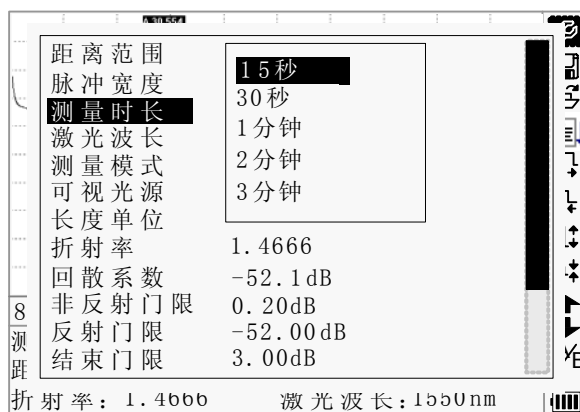 距离范围
脉冲宽度
测量时长
激光波长
测量模式
可视光源
长度单位
15秒
30秒
1分钟
2分钟
3分钟
折射率 1.4666
回散系数 -52.1dB
非反射门限 0.20dB
反射门限 -52.00dB
结束门限 3.00dB
8
测
距
折射率: 1.4666 激光波长:1550nm